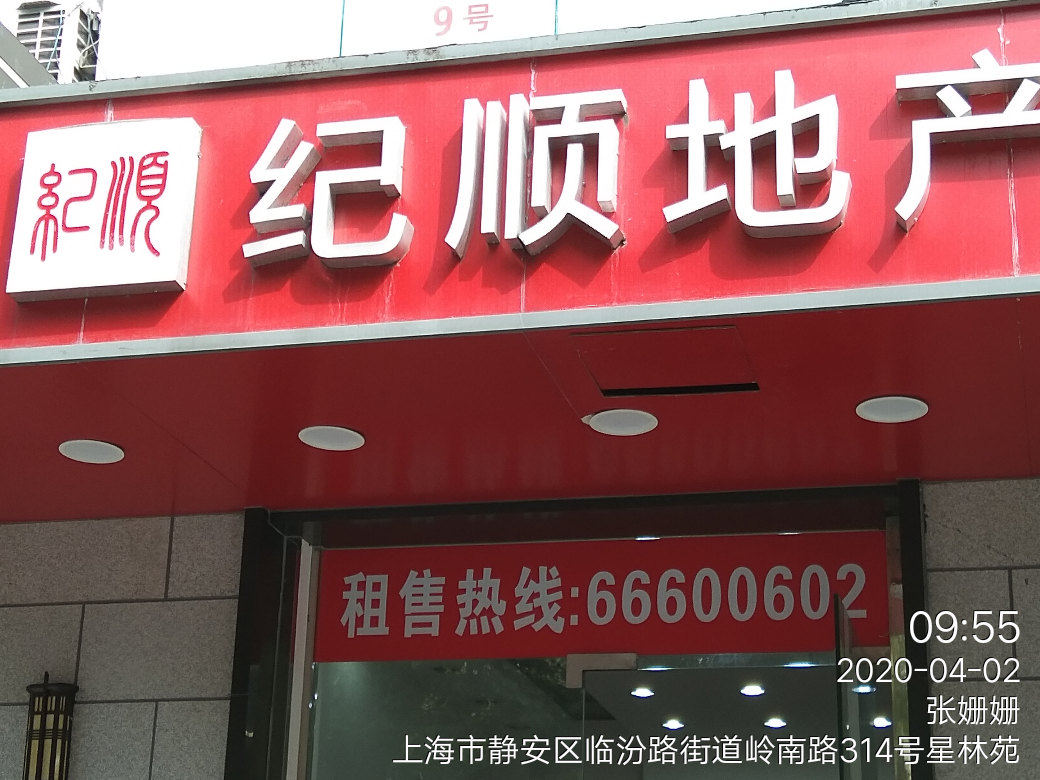 9号
紀順
纪顺地产
租售热线:66600602
09:55
2020-04-02
张姗姗
上海市静安区临汾路街道岭南路314号星林苑